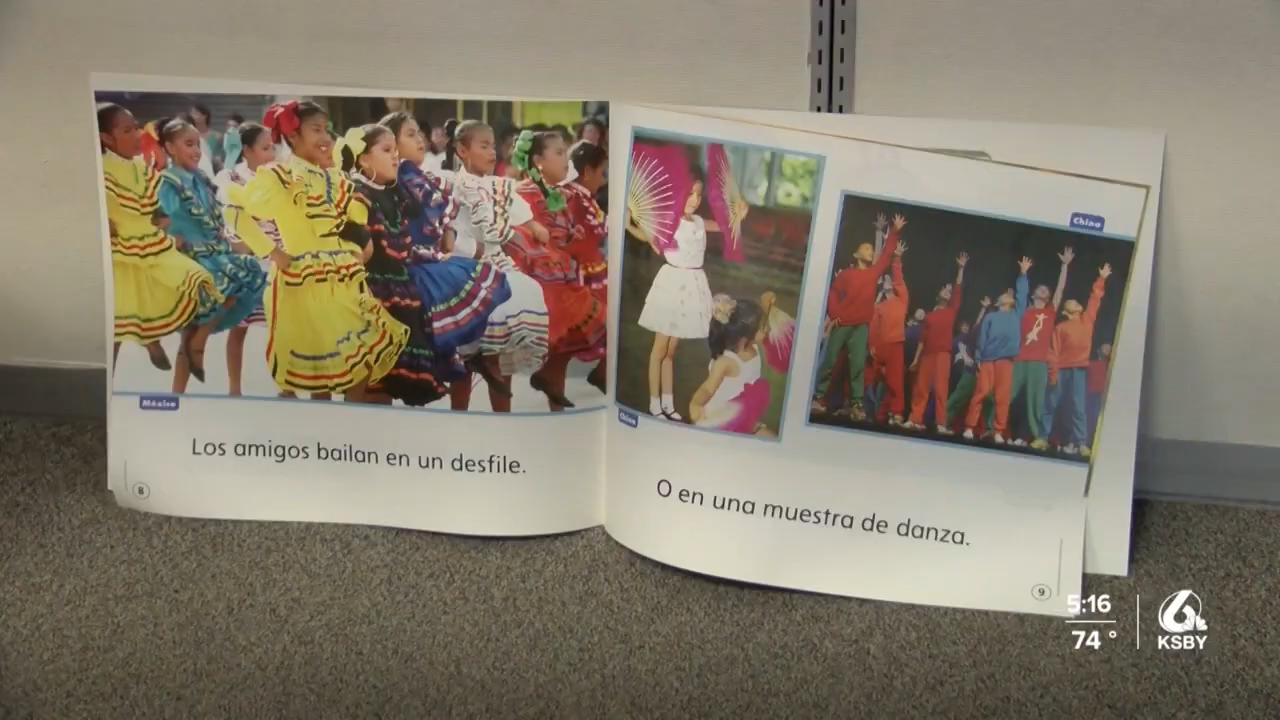 México
Los amigos bailan en un desfile.
8
China
China
O en una muestra de danza.
9
5:16
74°
6
KSBY